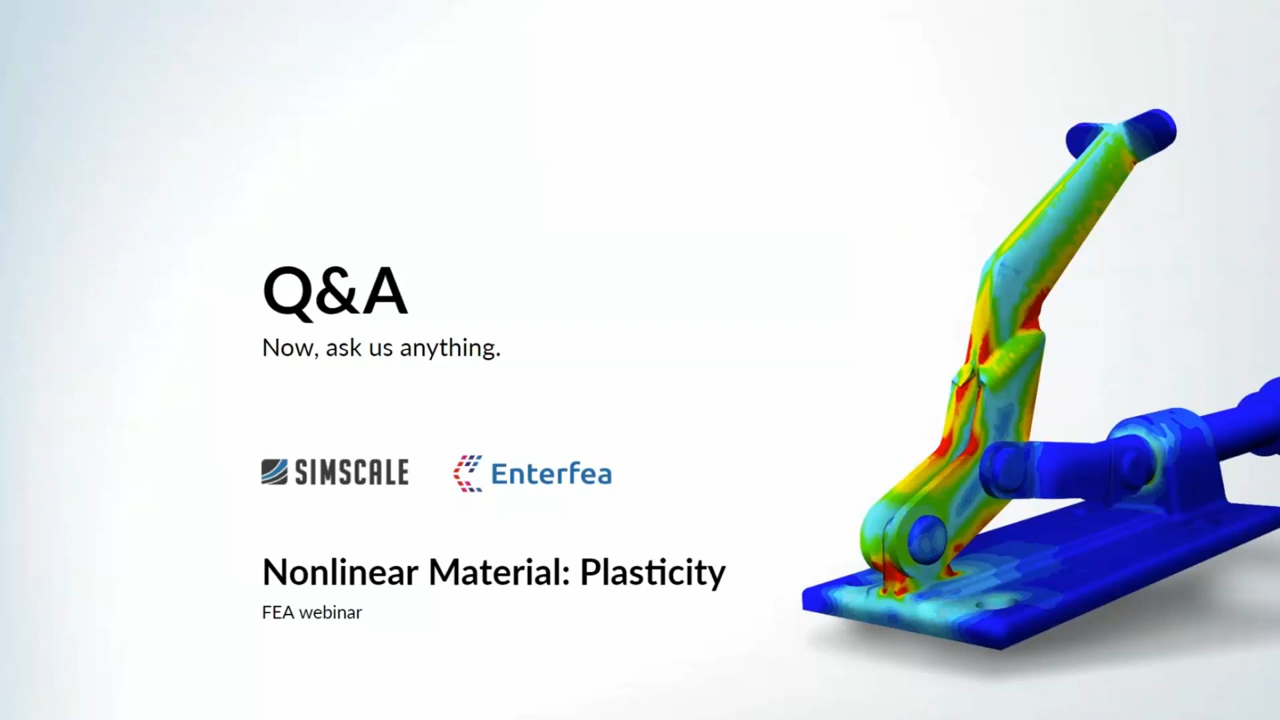 Q&A
Now, ask us anything.
SIMSCALE Enterfea
Nonlinear Material: Plasticity
FEA webinar